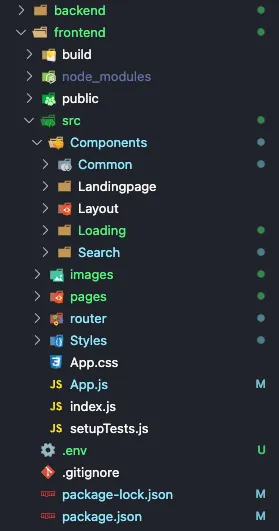 backend
frontend
build
node_modules
public
src
Components
Common
Landingpage
Layout
Loading
Search
images
pages
router
Styles
App.css
JS App.js M
JS index.js
JS setupTests.js
.env U
.gitignore
package-lock.json M
package.json M